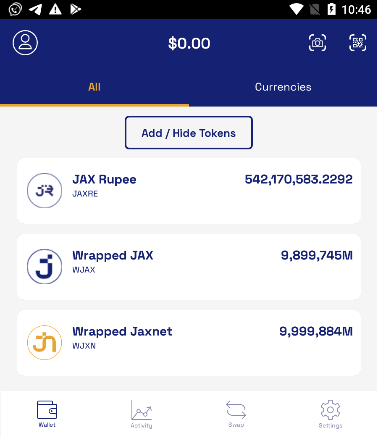 10:46
$0.00
All
Currencies
Add / Hide Tokens
JAX Rupee
542,170,583.2292
JAXRE
Wrapped JAX
9,899,745M
WJAX
Wrapped Jaxnet
9,999,884M
WJXN
Wallet
Activity
Swap
Settings